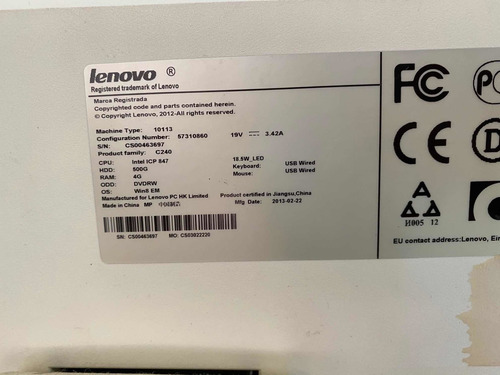 lenovo ®
Registered trademark of Lenovo
Marca Registrada
Copyrighted code and parts contained herein.
© Copyright Lenovo, 2012-All rights reserved.
Machine Type: 10113
Configuration Number: 57310860 19V 3.42A
S/N: CS00463697
Product family: C240
CPU: Intel ICP 847 18.5W_LED
HDD: 500G Keyboard: USB Wired
RAM: 4G Mouse: USB Wired
ODD: DVDRW
OS: Win8 EM
Manufactured for Lenovo PC HK Limited Product certified in Jiangsu,China
Made in China MP Mfg Date: 2013-02-22
SN: CS00463697 MO: CS03022220
FC
PC
CE
D
H005 12
EU contact address:Lenovo, Ein